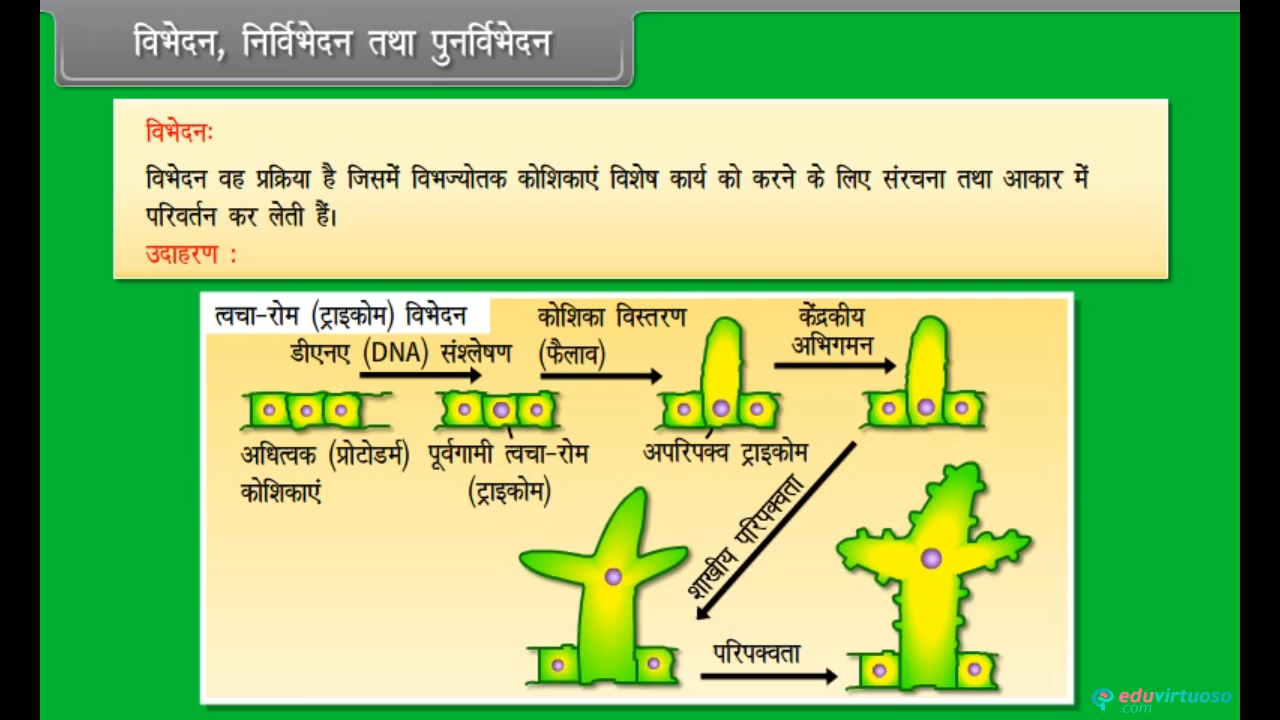 विभेदन, निर्विभेदन तथा पुनर्विभेदन
विभेदनः
विभेदन वह प्रक्रिया है जिसमें विभज्योतक कोशिकाएं विशेष कार्य को करने के लिए संरचना तथा आकार में
परिवर्तन कर लेती हैं।
उदाहरण :
त्वचा-रोम (ट्राइकोम) विभेदन
डीएनए (DNA) संश्लेषण
कोशिका विस्तरण
(फैलाव)
केंद्रकीय
अभिगमन
अधित्वक (प्रोटोडर्म)
कोशिकाएं
पूर्वगामी त्वचा-रोम
(ट्राइकोम)
अपरिपक्व ट्राइकोम
शाखीय परिपक्वता
परिपक्वता
eduvirtuoso
.com